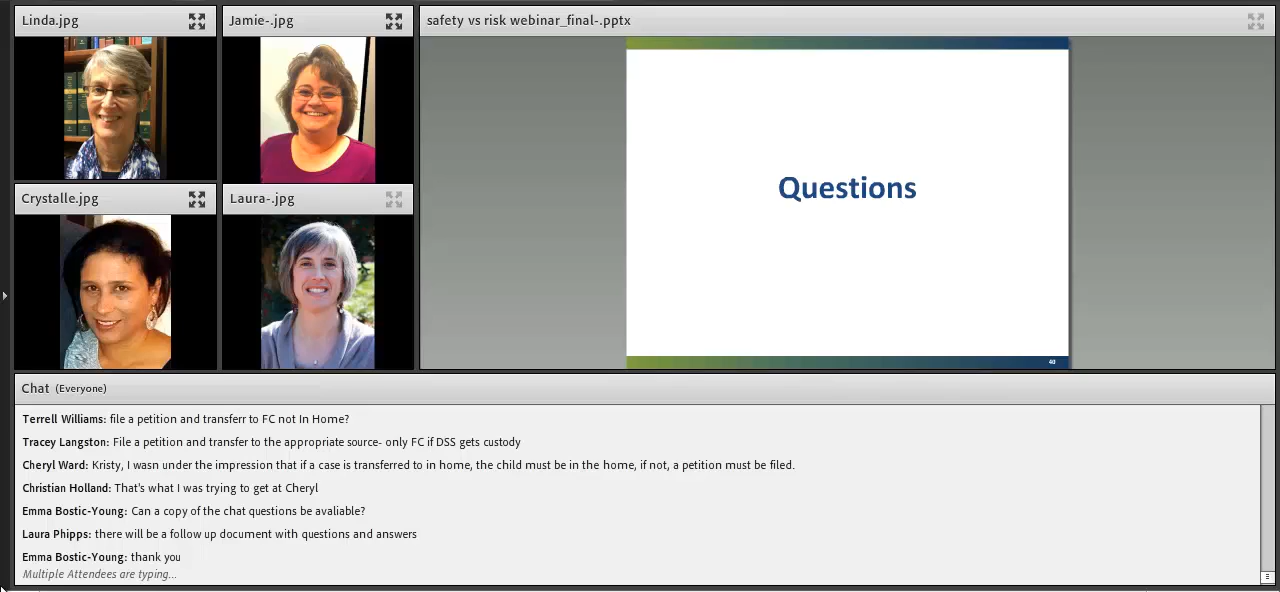 Linda.jpg
Jamie-.jpg
safety vs risk webinar_final-.pptx
Crystalle.jpg
Laura-.jpg
Questions
40
Chat (Everyone)
Terrell Williams: file a petition and transferr to FC not In Home?
Tracey Langston: File a petition and transfer to the appropriate source- only FC if DSS gets custody
Cheryl Ward: Kristy, I wasn under the impression that if a case is transferred to in home, the child must be in the home, if not, a petition must be filed.
Christian Holland: That's what I was trying to get at Cheryl
Emma Bostic-Young: Can a copy of the chat questions be avaliable?
Laura Phipps: there will be a follow up document with questions and answers
Emma Bostic-Young: thank you
Multiple Attendees are typing...